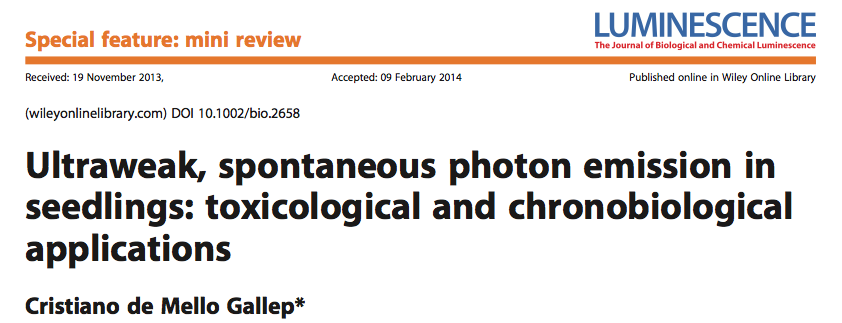 Special feature: mini review
LUMINESCENCE
The Journal of Biological and Chemical Luminescence
Received: 19 November 2013,
Accepted: 09 February 2014
Published online in Wiley Online Library
(wileyonlinelibrary.com) DOI 10.1002/bio.2658
Ultraweak, spontaneous photon emission in
seedlings: toxicological and chronobiological
applications
Cristiano de Mello Gallep*